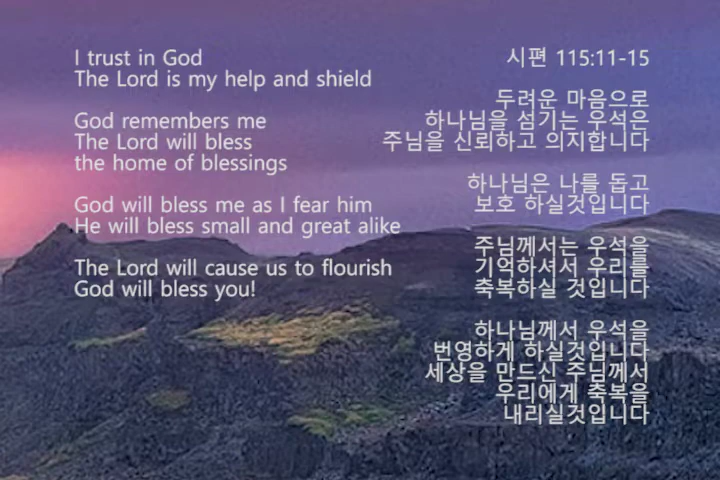 I trust in God
The Lord is my help and shield
God remembers me
The Lord will bless
the home of blessings
God will bless me as I fear him
He will bless small and great alike
The Lord will cause us to flourish
God will bless you!
시편 115:11-15
두려운 마음으로
하나님을 섬기는 우석은
주님을 신뢰하고 의지합니다
하나님은 나를 돕고
보호 하실것입니다
주님께서는 우석을
기억하셔서 우리를
축복하실 것입니다
하나님께서 우석을
번영하게 하실것입니다
세상을 만드신 주님께서
우리에게 축복을
내리실것입니다